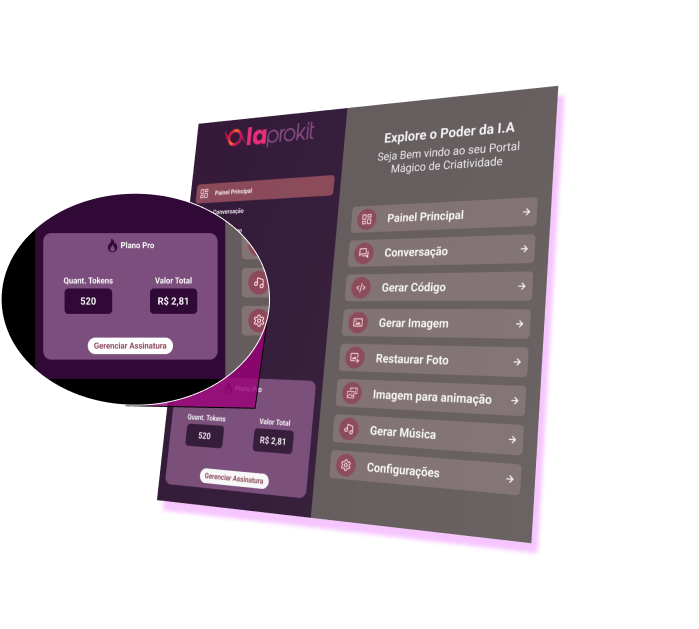 laprokit
Painel Principal
Conversação
Plano Pro
Quant. Tokens
Valor Total
520
R$ 2,81
Gerenciar Assinatura
Plano Pro
Quant. Tokens
Valor Total
520
R$ 2,81
Gerenciar Assinatura
Explore o Poder da I.A
Seja Bem vindo ao seu Portal
Mágico de Criatividade
Painel Principal
Conversação
Gerar Código
Gerar Imagem
Restaurar Foto
Imagem para animação
Gerar Música
Configurações